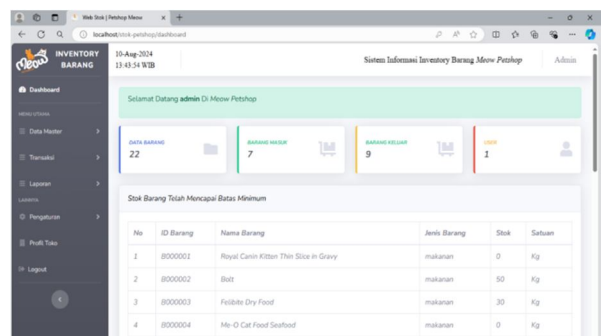 Web Stok | Petshop Meow
localhost/stok-petshop/dashboard
Meow
INVENTORY BARANG
10-Aug-2024
13:43:54 WIB
Sistem Informasi Inventory Barang Meow Petshop
Admin
Dashboard
Selamat Datang admin Di Meow Petshop
MENU UTAMA
Data Master
Transaksi
Laporan
LAINNYA
Pengaturan
Profil Toko
Logout
DATA BARANG
22
BARANG MASUK
7
BARANG KELUAR
9
USER
1
Stok Barang Telah Mencapai Batas Minimum
No ID Barang Nama Barang Jenis Barang Stok Satuan
1 B000001 Royal Canin Kitten Thin Slice in Gravy makanan 0 Kg
2 B000002 Bolt makanan 50 Kg
3 B000003 Felibite Dry Food makanan 30 Kg
4 B000004 Me-O Cat Food Seafood makanan 0 Kg